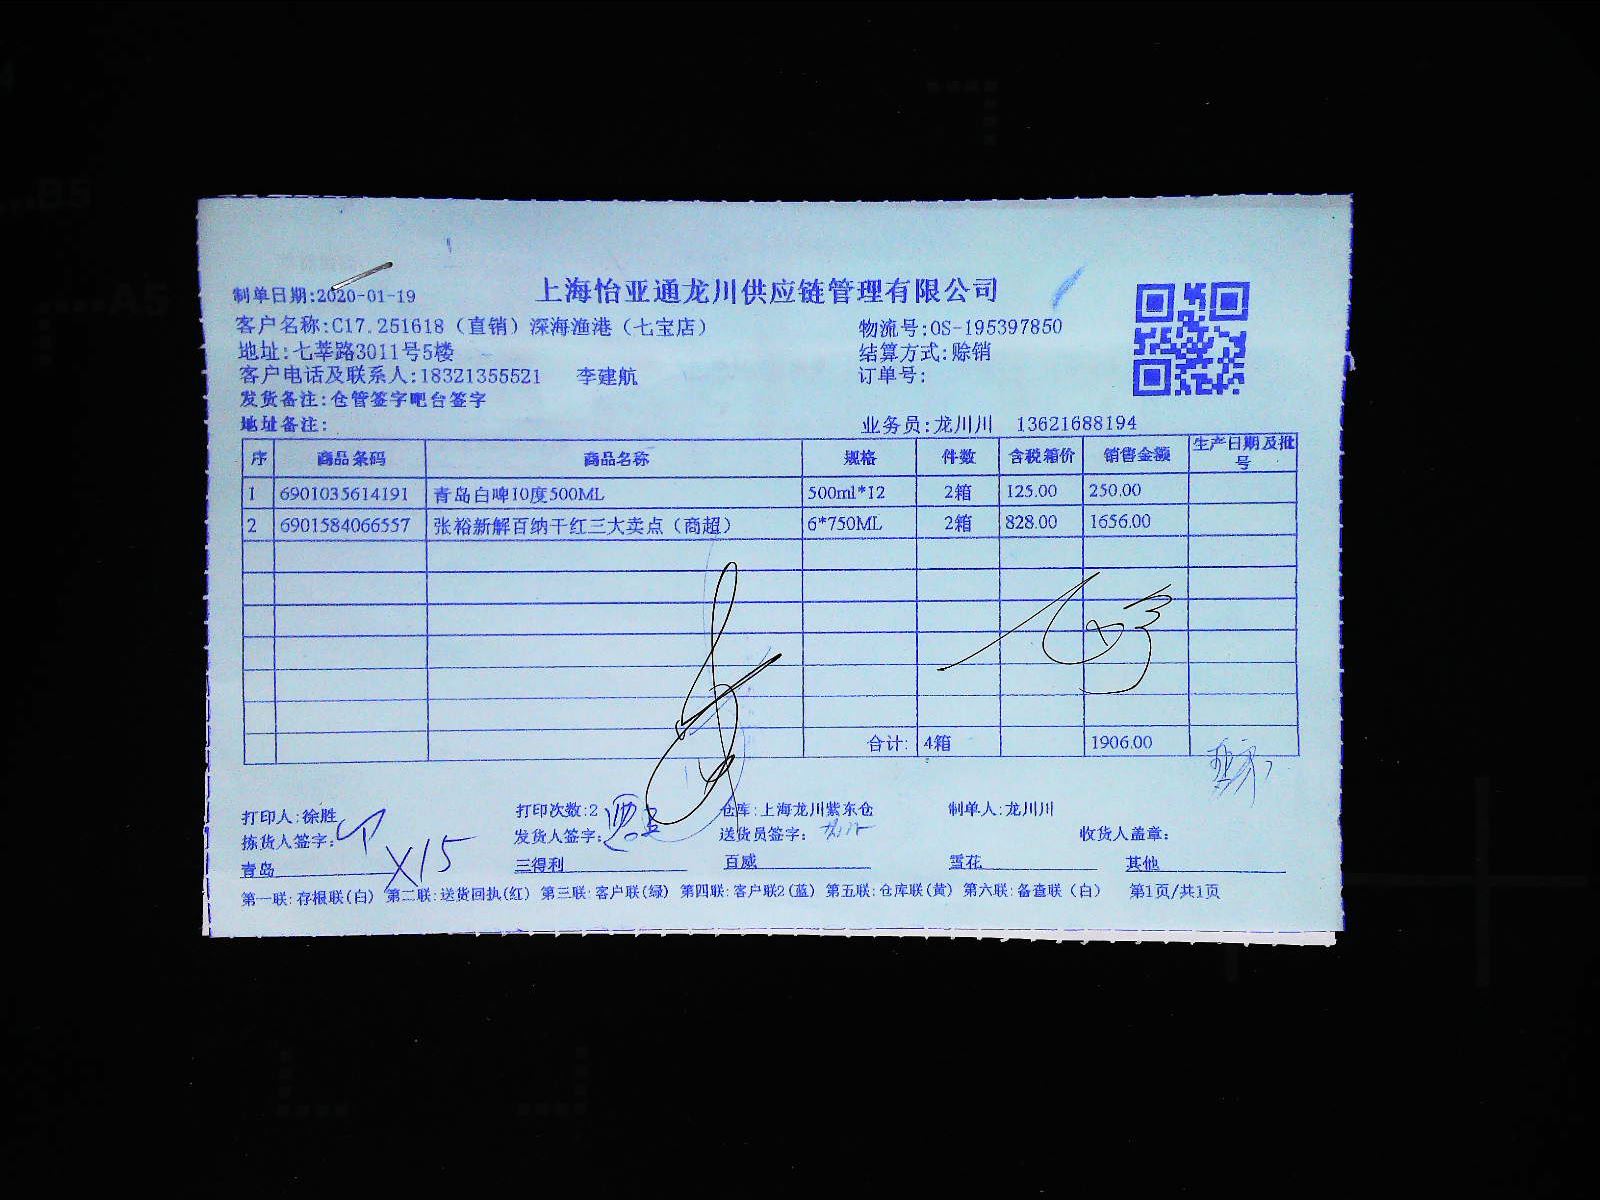 上海怡亚通龙川供应链管理有限公司
制单日期:2020-01-19
客户名称:C17.251618（直销）深海渔港（七宝店） 物流号:OS-195397850
地址:七莘路3011号5楼 结算方式:赊销
客户电话及联系人:18321355521 李建航 订单号:
发货备注:仓管签字吧台签字
地址备注: 业务员:龙川川 13621688194
序 商品条码 商品名称 规格 件数 含税箱价 销售金额 生产日期及批号
1 6901035614191 青岛白啤10度500ML 500ml*12 2箱 125.00 250.00
2 6901584066557 张裕新解百纳干红三大卖点（商超） 6*750ML 2箱 828.00 1656.00
合计: 4箱 1906.00
打印人:徐胜 打印次数:2 仓库:上海龙川紫东仓 制单人:龙川川
拣货人签字: 发货人签字: 送货员签字: 收货人盖章:
X15
青岛 三得利 百威 雪花 其他
第一联:存根联(白) 第二联:送货回执(红) 第三联:客户联(绿) 第四联:客户联2(蓝) 第五联:仓库联(黄) 第六联:备查联（白） 第1页/共1页